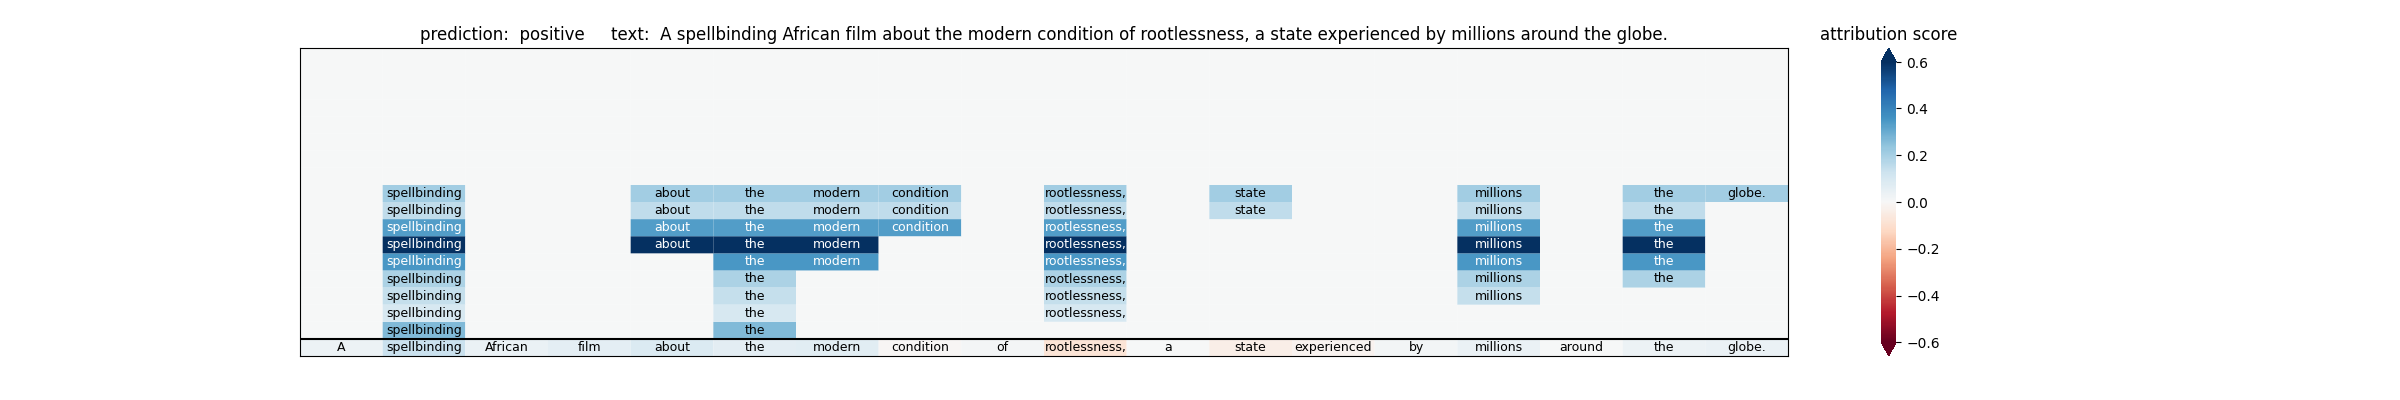 prediction: positive text: A spellbinding African film about the modern condition of rootlessness, a state experienced by millions around the globe.
attribution score
spellbinding about the modern condition rootlessness, state millions the globe.
spellbinding about the modern condition rootlessness, state millions the
spellbinding about the modern condition rootlessness, millions the
spellbinding about the modern rootlessness, millions the
spellbinding the modern rootlessness, millions the
spellbinding the rootlessness, millions the
spellbinding the rootlessness, millions
spellbinding the rootlessness,
spellbinding the
A spellbinding African film about the modern condition of rootlessness, a state experienced by millions around the globe.
0.6
0.4
0.2
0.0
−0.2
−0.4
−0.6